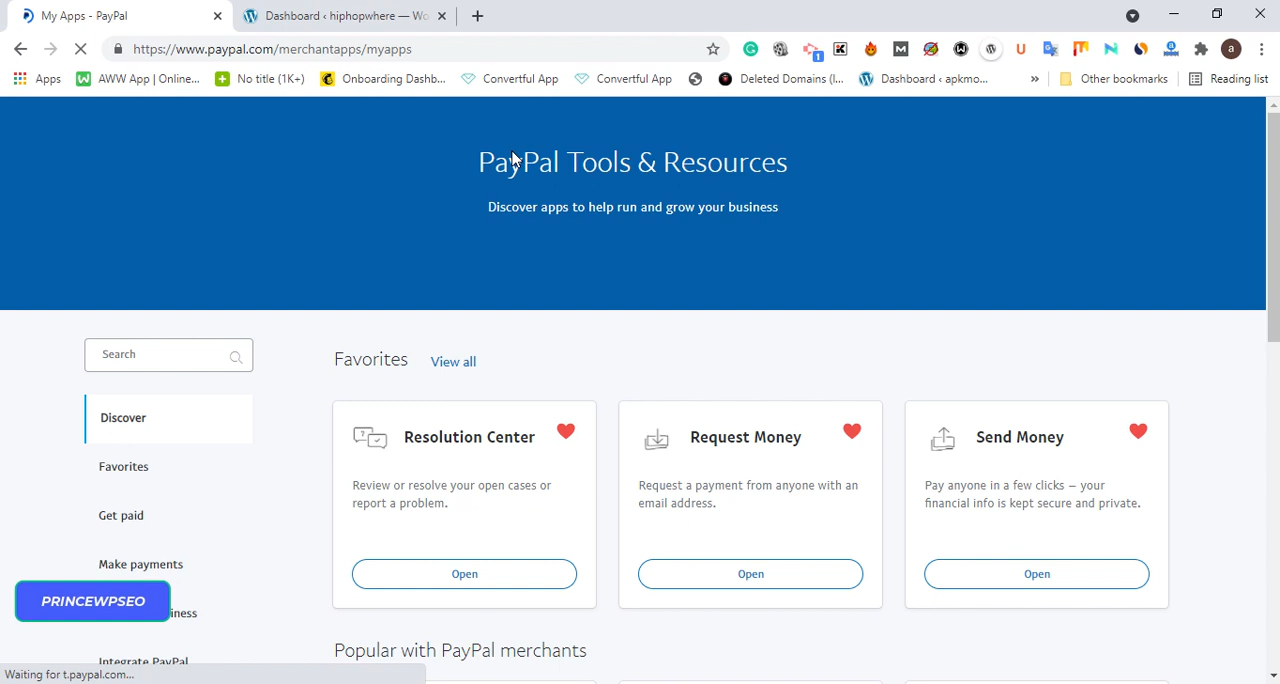 My Apps - PayPal
Dashboard ‹ hiphopwhere — Wo
https://www.paypal.com/merchantapps/myapps
Apps
AWW App | Online...
No title (1K+)
Onboarding Dashb...
Convertful App
Convertful App
Deleted Domains (l...
Dashboard ‹ apkmo...
»
Other bookmarks
Reading list
PayPal Tools & Resources
Discover apps to help run and grow your business
Search
Discover
Favorites
Get paid
Make payments
iness
Integrate PayPal
Favorites View all
Resolution Center
Review or resolve your open cases or
report a problem.
Open
Request Money
Request a payment from anyone with an
email address.
Open
Send Money
Pay anyone in a few clicks – your
financial info is kept secure and private.
Open
Popular with PayPal merchants
PRINCEWPSEO
Waiting for t.paypal.com...